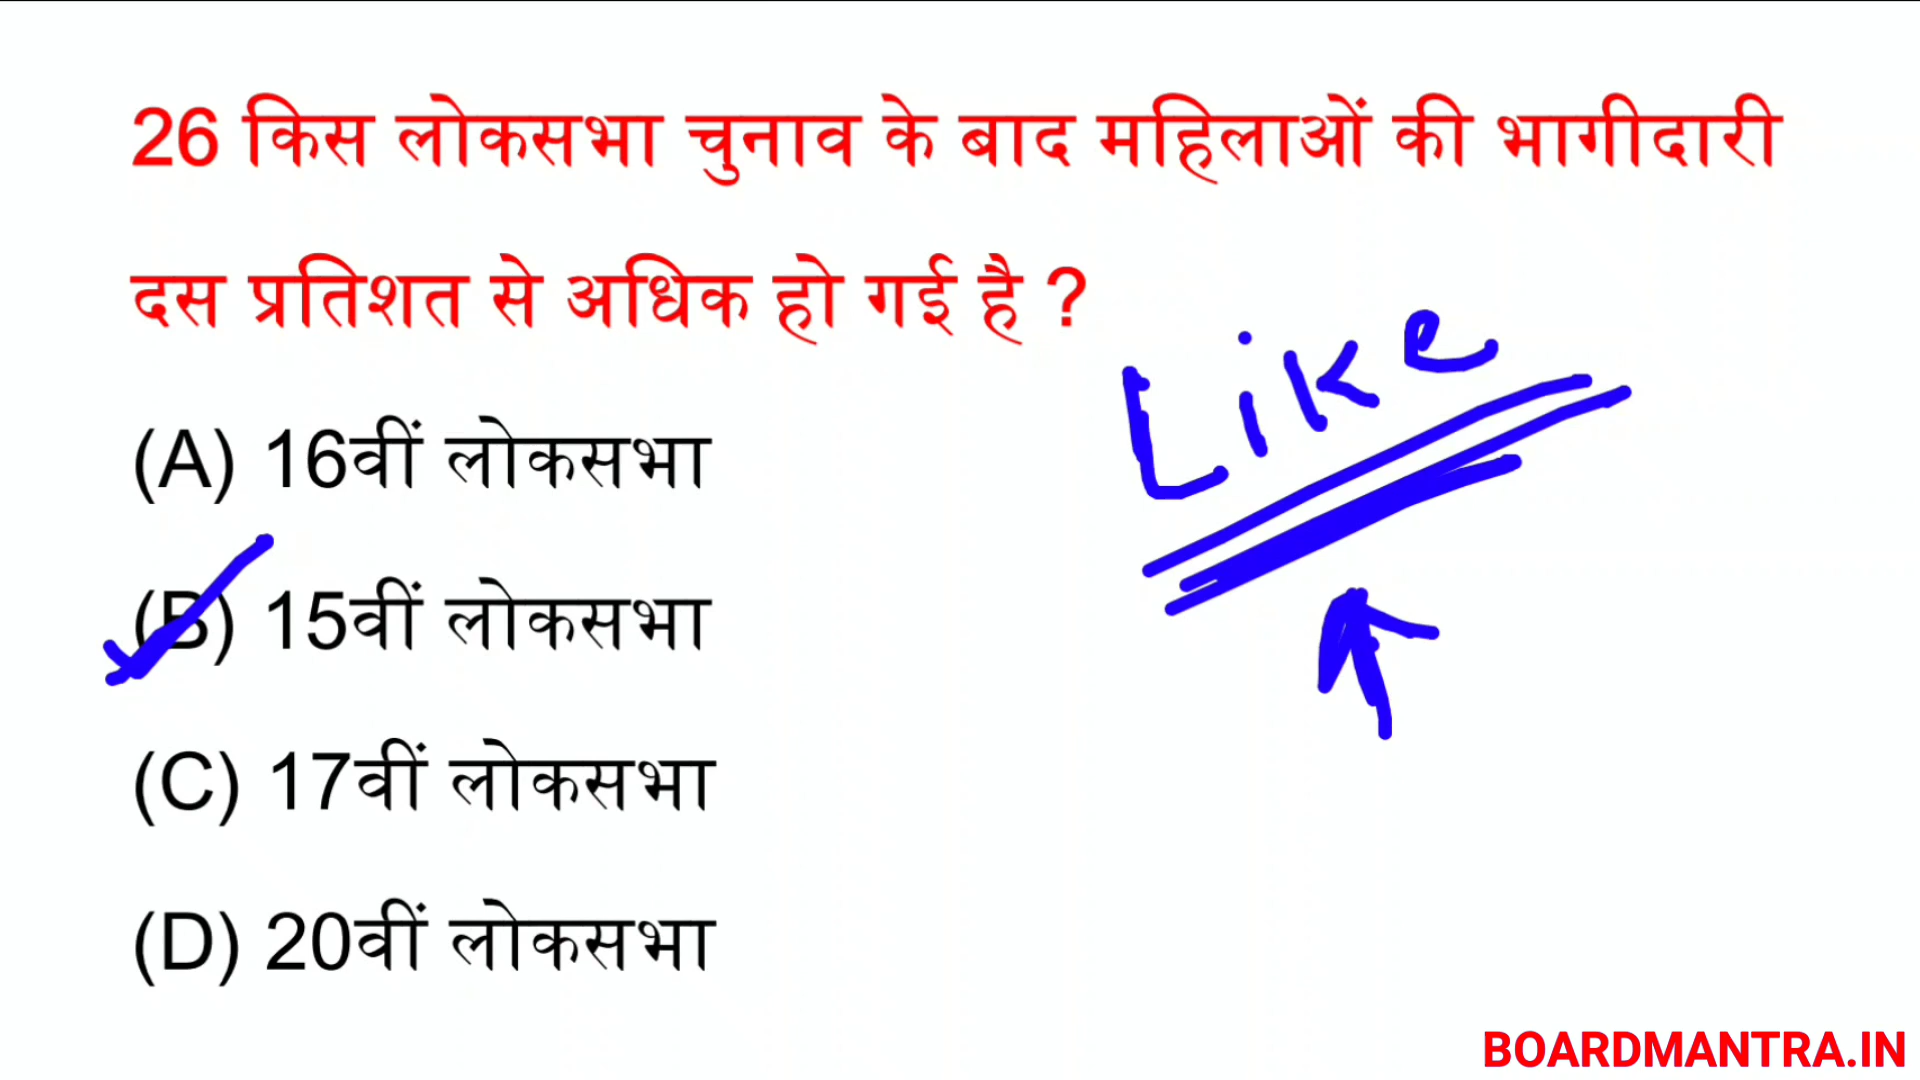 26 किस लोकसभा चुनाव के बाद महिलाओं की भागीदारी
दस प्रतिशत से अधिक हो गई है ?
Like
(A) 16वीं लोकसभा
(B) 15वीं लोकसभा
(C) 17वीं लोकसभा
(D) 20वीं लोकसभा
BOARDMANTRA.IN